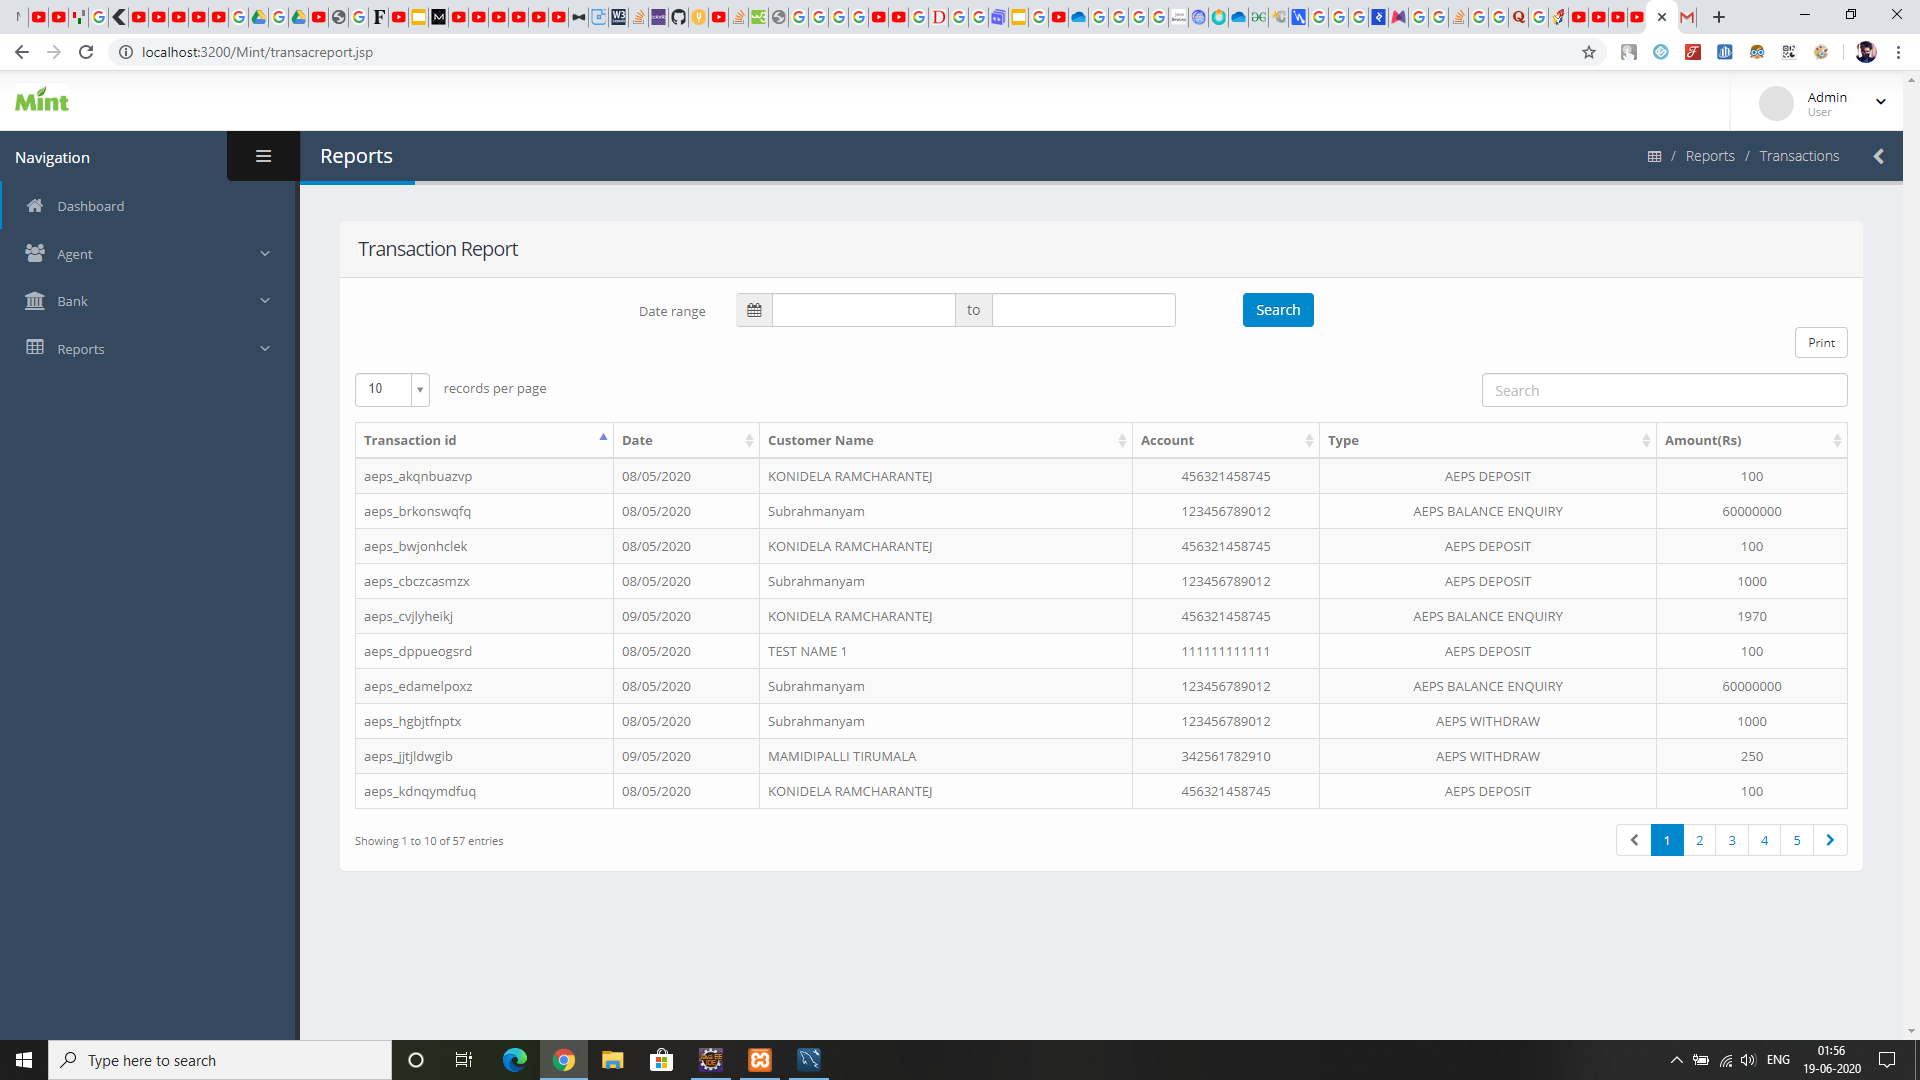 localhost:3200/Mint/transacreport.jsp
Mint
Admin
User
Navigation
Reports
/ Reports / Transactions
Dashboard
Agent
Bank
Reports
Transaction Report
Date range
to
Search
Print
10 records per page
Search
Transaction id Date Customer Name Account Type Amount(Rs)
aeps_akqnbuazvp 08/05/2020 KONIDELA RAMCHARANTEJ 456321458745 AEPS DEPOSIT 100
aeps_brkonswqfq 08/05/2020 Subrahmanyam 123456789012 AEPS BALANCE ENQUIRY 60000000
aeps_bwjonhclek 08/05/2020 KONIDELA RAMCHARANTEJ 456321458745 AEPS DEPOSIT 100
aeps_cbczcasmzx 08/05/2020 Subrahmanyam 123456789012 AEPS DEPOSIT 1000
aeps_cvjlyheikj 09/05/2020 KONIDELA RAMCHARANTEJ 456321458745 AEPS BALANCE ENQUIRY 1970
aeps_dppueogsrd 08/05/2020 TEST NAME 1 111111111111 AEPS DEPOSIT 100
aeps_edamelpoxz 08/05/2020 Subrahmanyam 123456789012 AEPS BALANCE ENQUIRY 60000000
aeps_hgbjtfnptx 08/05/2020 Subrahmanyam 123456789012 AEPS WITHDRAW 1000
aeps_jjtjldwgib 09/05/2020 MAMIDIPALLI TIRUMALA 342561782910 AEPS WITHDRAW 250
aeps_kdnqymdfuq 08/05/2020 KONIDELA RAMCHARANTEJ 456321458745 AEPS DEPOSIT 100
Showing 1 to 10 of 57 entries
1 2 3 4 5
Type here to search
ENG
01:56
19-06-2020